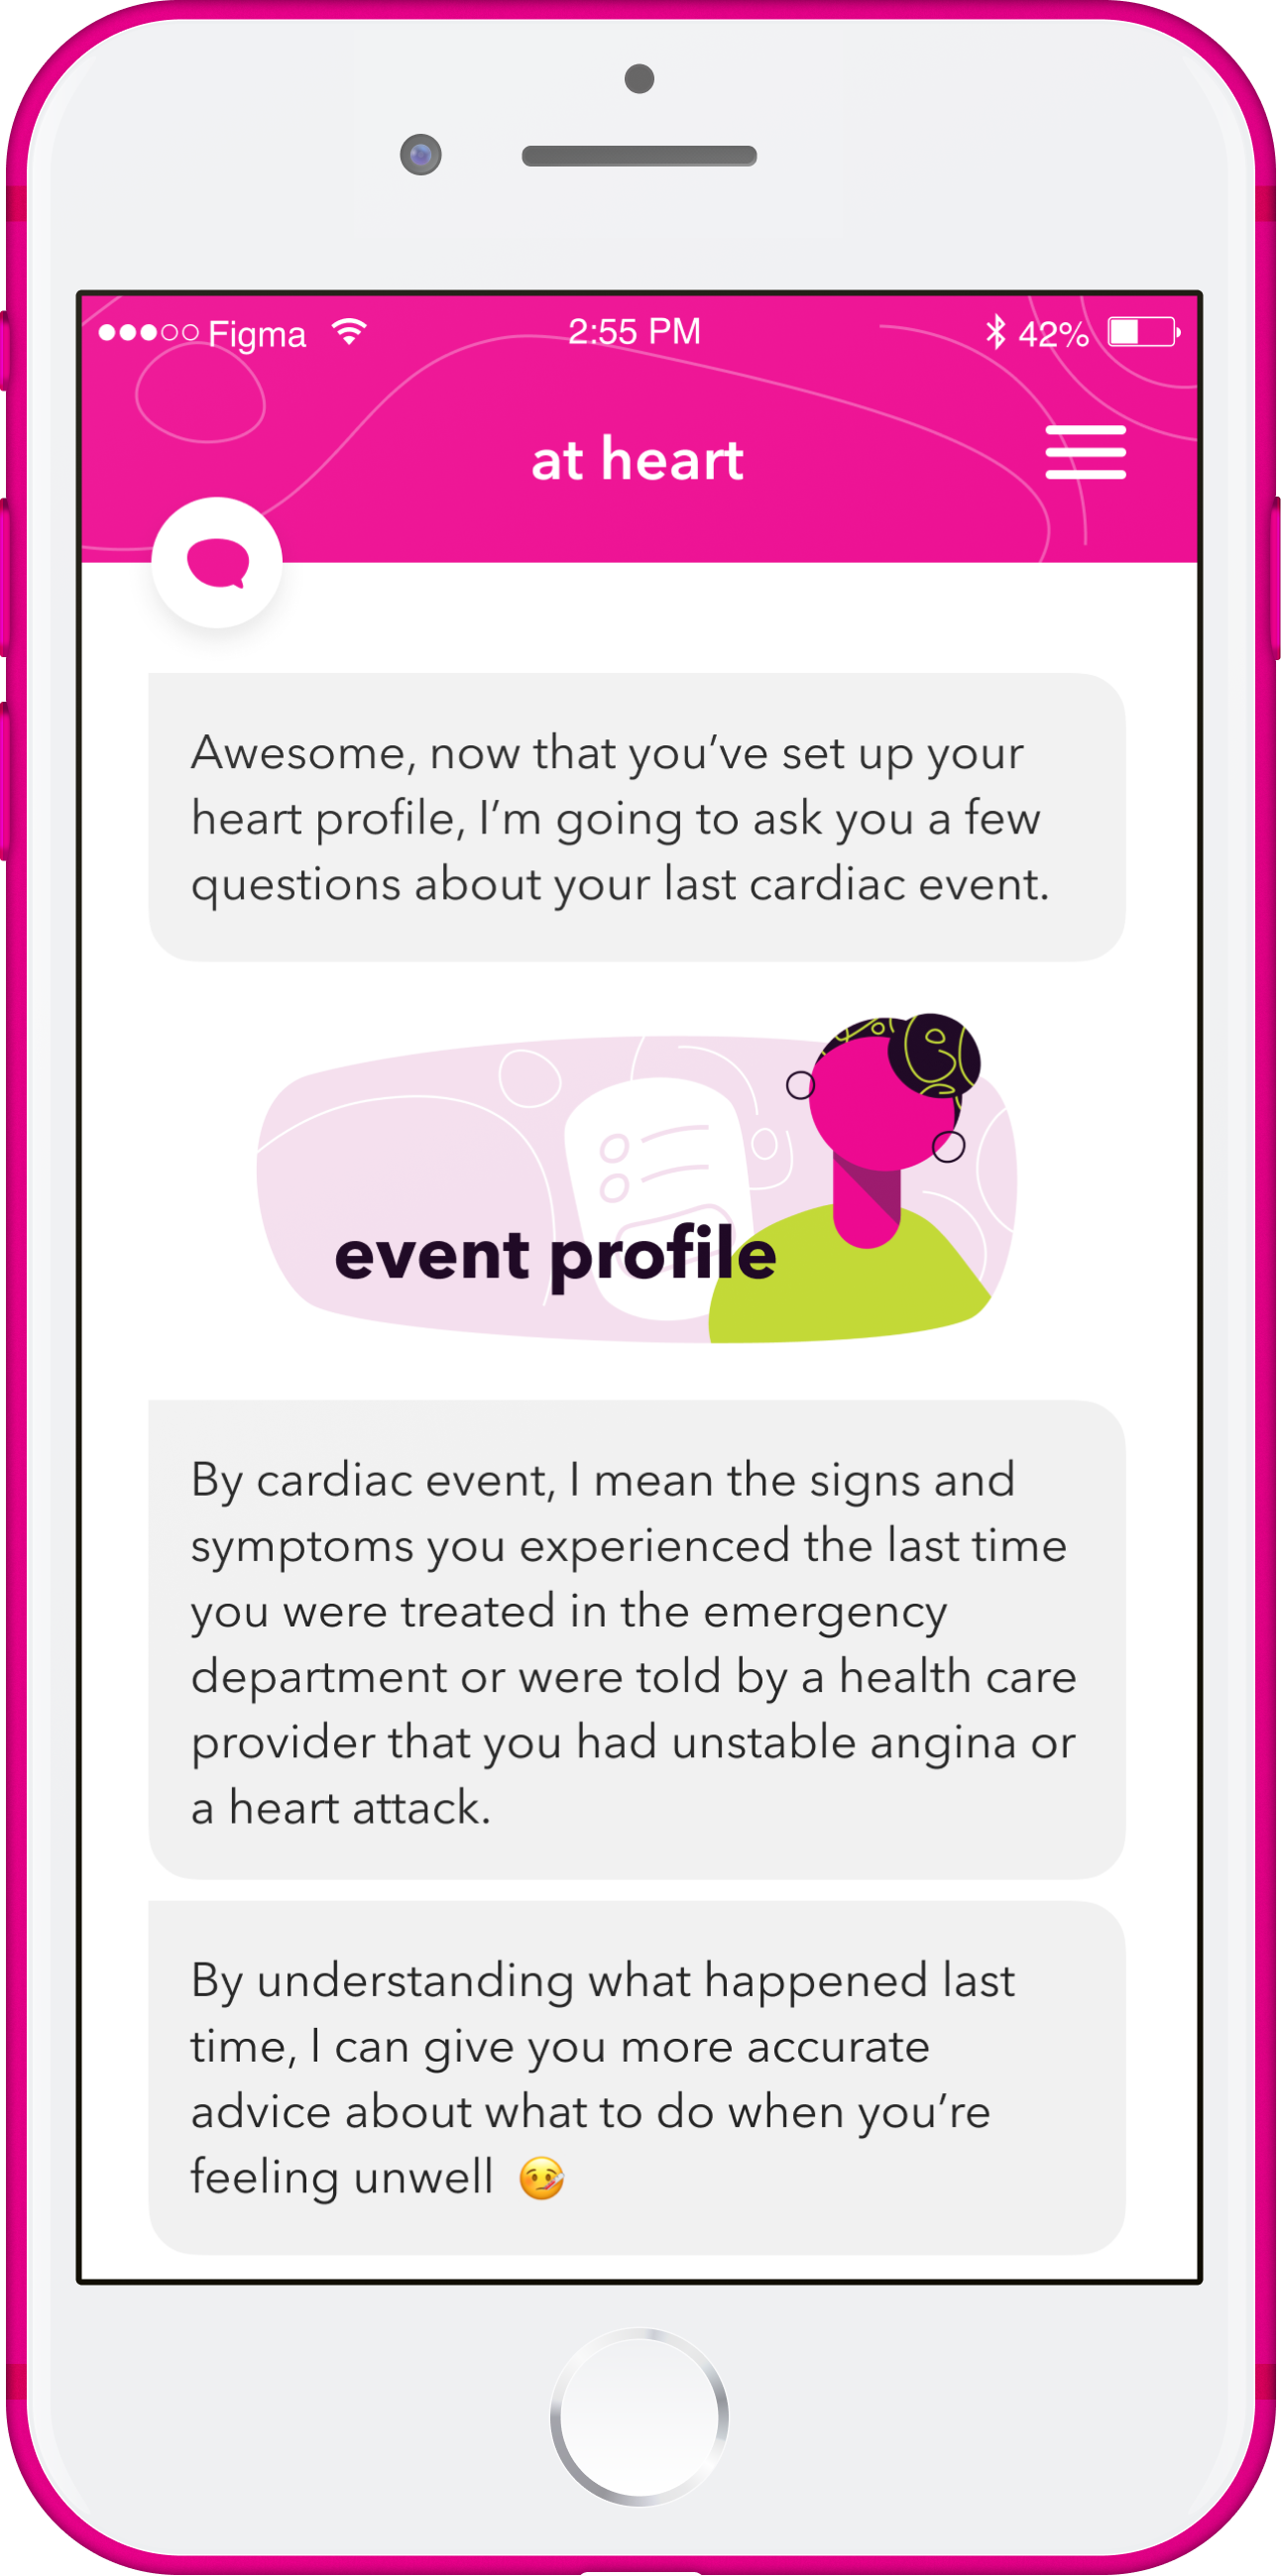 Figma 2:55 PM 42%
at heart
Awesome, now that you’ve set up your
heart profile, I’m going to ask you a few
questions about your last cardiac event.
event profile
By cardiac event, I mean the signs and
symptoms you experienced the last time
you were treated in the emergency
department or were told by a health care
provider that you had unstable angina or
a heart attack.
By understanding what happened last
time, I can give you more accurate
advice about what to do when you’re
feeling unwell 🤒